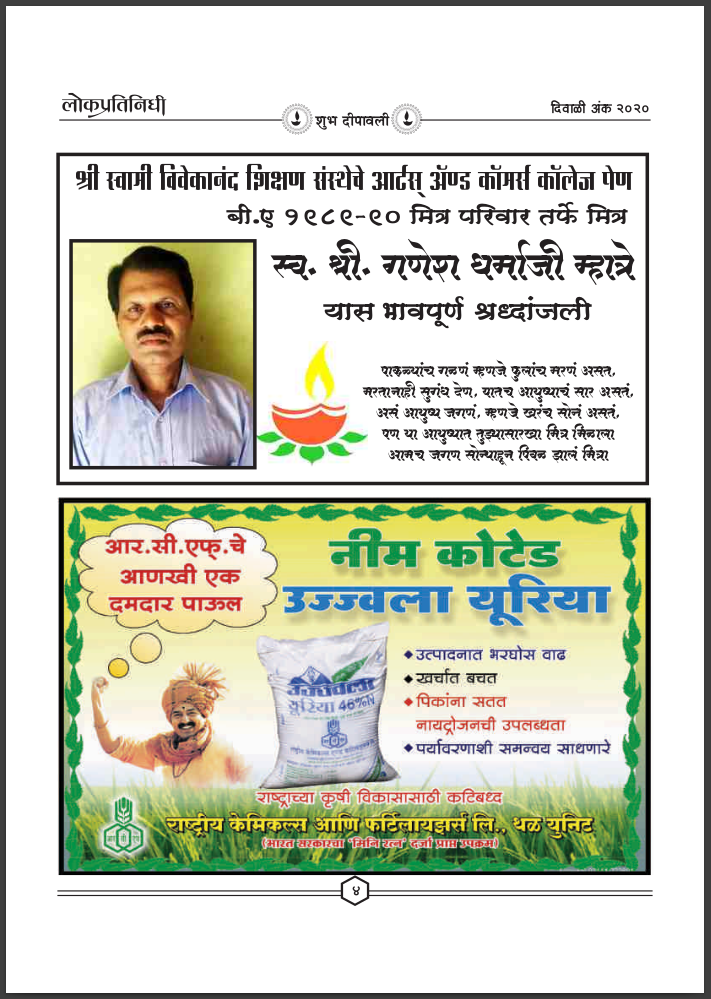 लोकप्रतिनिधी
शुभ दीपावली
दिवाळी अंक २०२०
श्री स्वामी विवेकानंद शिक्षण संस्थेचे आर्टस् ॲण्ड कॉमर्स कॉलेज पेण
बी.ए १९८९-९० मित्र परिवार तर्फे मित्र
स्व. श्री. गणेश धर्माजी म्हात्रे
यास भावपूर्ण श्रध्दांजली
पाकळ्यांच गळणं म्हणजे फुलांच मरणं असत,
मरतानाही सुगंध देण, यातच आयुष्याचं सार असतं,
असं आयुष्य जगणं, म्हणजे खरंच सोनं असतं,
पण या आयुष्यात तुझ्यासारखा मित्र मिळाला
आमच जगण सोन्याहून पिवळ झालं मित्रा
आर.सी.एफ्.चे
आणखी एक
दमदार पाऊल
नीम कोटेड
उज्ज्वला यूरिया
उत्पादनात भरघोस वाढ
खर्चात बचत
पिकांना सतत
नायट्रोजनची उपलब्धता
पर्यावरणाशी समन्वय साधणारे
उज्ज्वला
यूरिया 46%N
राष्ट्राच्या कृषी विकासासाठी कटिबध्द
राष्ट्रीय केमिकल्स आणि फर्टिलायझर्स लि., थळ युनिट
(भारत सरकारचा 'मिनि रत्न' दर्जा प्राप्त उपक्रम)
४